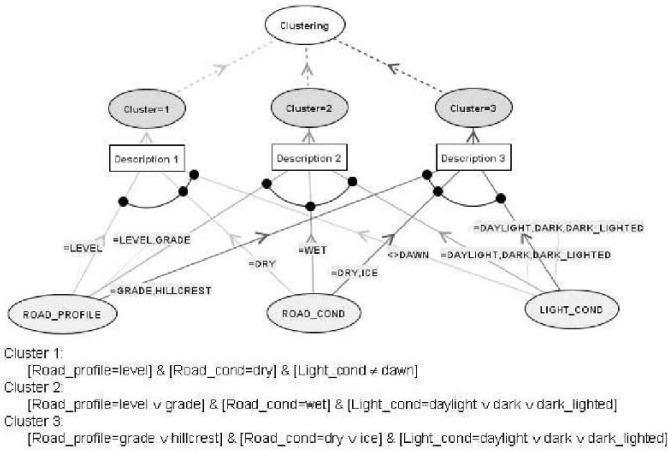 Clustering
Cluster=1
Cluster=2
Cluster=3
Description 1
Description 2
Description 3
=LEVEL
=LEVEL,GRADE
=WET
=DAYLIGHT,DARK,DARK_LIGHTED
=DRY
=DRY,ICE
<>DAWN
=DAYLIGHT,DARK,DARK_LIGHTED
=GRADE,HILLCREST
ROAD_PROFILE
ROAD_COND
LIGHT_COND
Cluster 1:
[Road_profile=level] & [Road_cond=dry] & [Light_cond ≠ dawn]
Cluster 2:
[Road_profile=level ∨ grade] & [Road_cond=wet] & [Light_cond=daylight ∨ dark ∨ dark_lighted]
Cluster 3:
[Road_profile=grade ∨ hillcrest] & [Road_cond=dry ∨ ice] & [Light_cond=daylight ∨ dark ∨ dark_lighted]